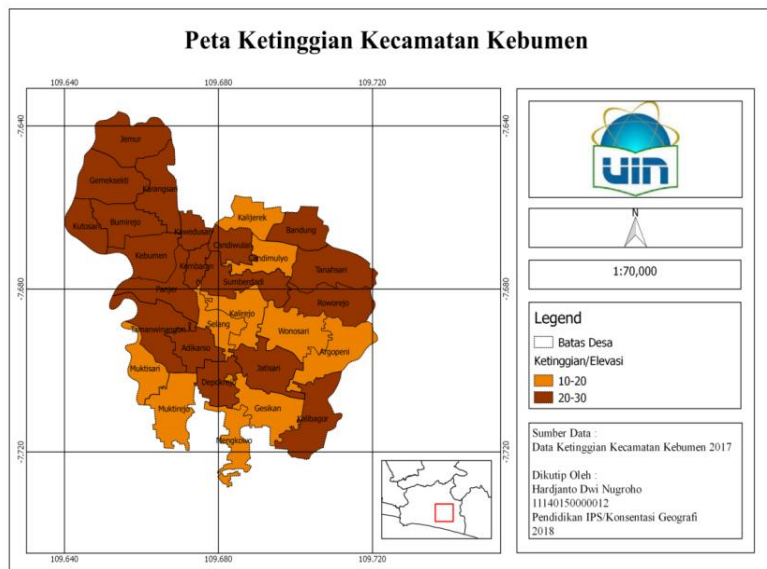 Peta Ketinggian Kecamatan Kebumen
109.640 109.680 109.720
-7.640 -7.640
Jemur
Gemeksekti
Karangsari
Kutosari
Bumirejo
Kawedusan
Kalijerek
Bandung
Candiwulan
Candimulyo
Kebumen
Kembaran
Tanahsari
Sumberadi
-7.680 -7.680
Panjer
Roworejo
Kalirejo
Selang
Tamanwinangun
Wonosari
Argopeni
Adikarso
Muktisari
Jatisari
Depokrejo
Muktirejo
Gesikan
Kalibagor
Mengkowo
-7.720 -7.720
109.640 109.680 109.720
UIN
N
1:70,000
Legend
Batas Desa
Ketinggian/Elevasi
10-20
20-30
Sumber Data :
Data Ketinggian Kecamatan Kebumen 2017
Dikutip Oleh :
Hardjanto Dwi Nugroho
11140150000012
Pendidikan IPS/Konsentasi Geografi
2018